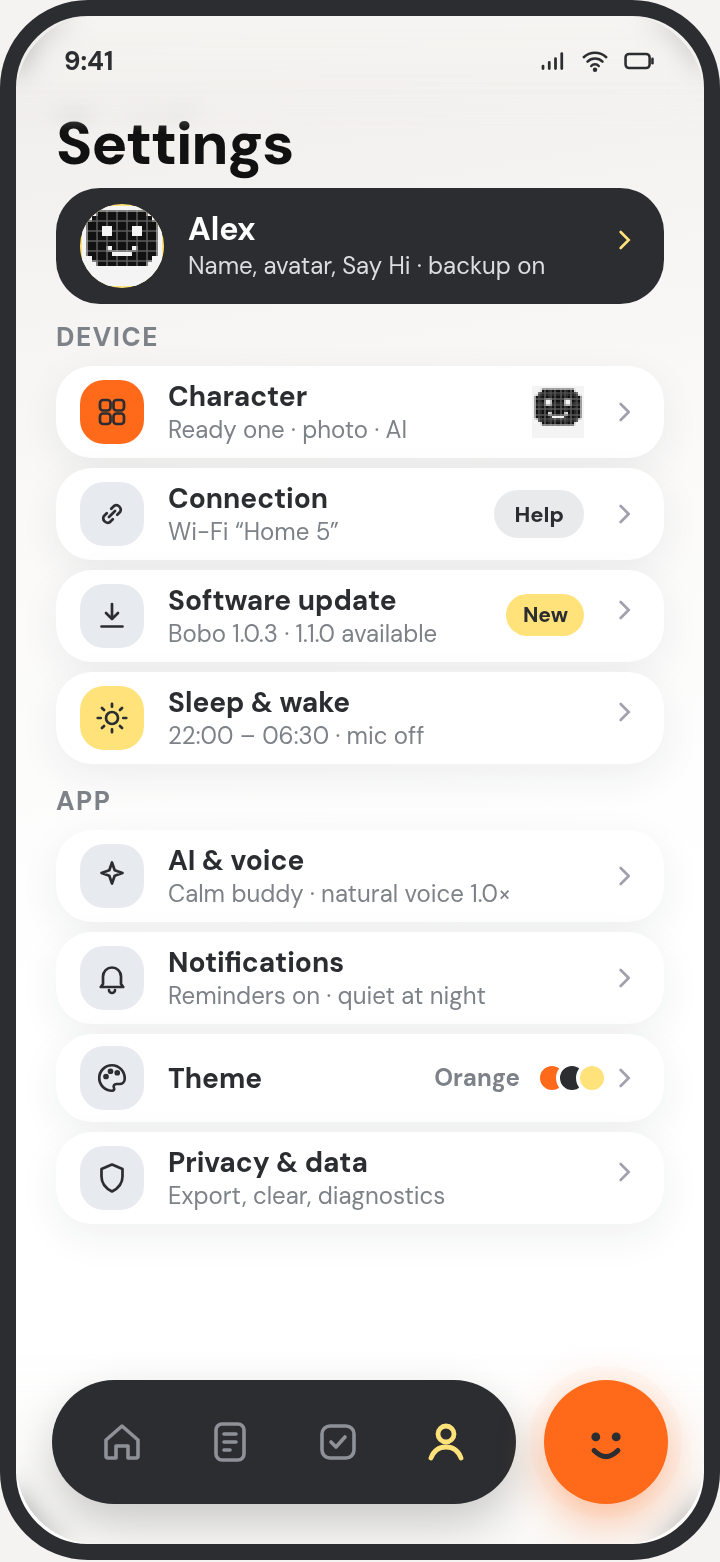 9:41
Settings
Alex
Name, avatar, Say Hi · backup on
DEVICE
Character
Ready one · photo · AI
Connection
Wi-Fi “Home 5”
Help
Software update
Bobo 1.0.3 · 1.1.0 available
New
Sleep & wake
22:00 – 06:30 · mic off
APP
AI & voice
Calm buddy · natural voice 1.0×
Notifications
Reminders on · quiet at night
Theme
Orange
Privacy & data
Export, clear, diagnostics